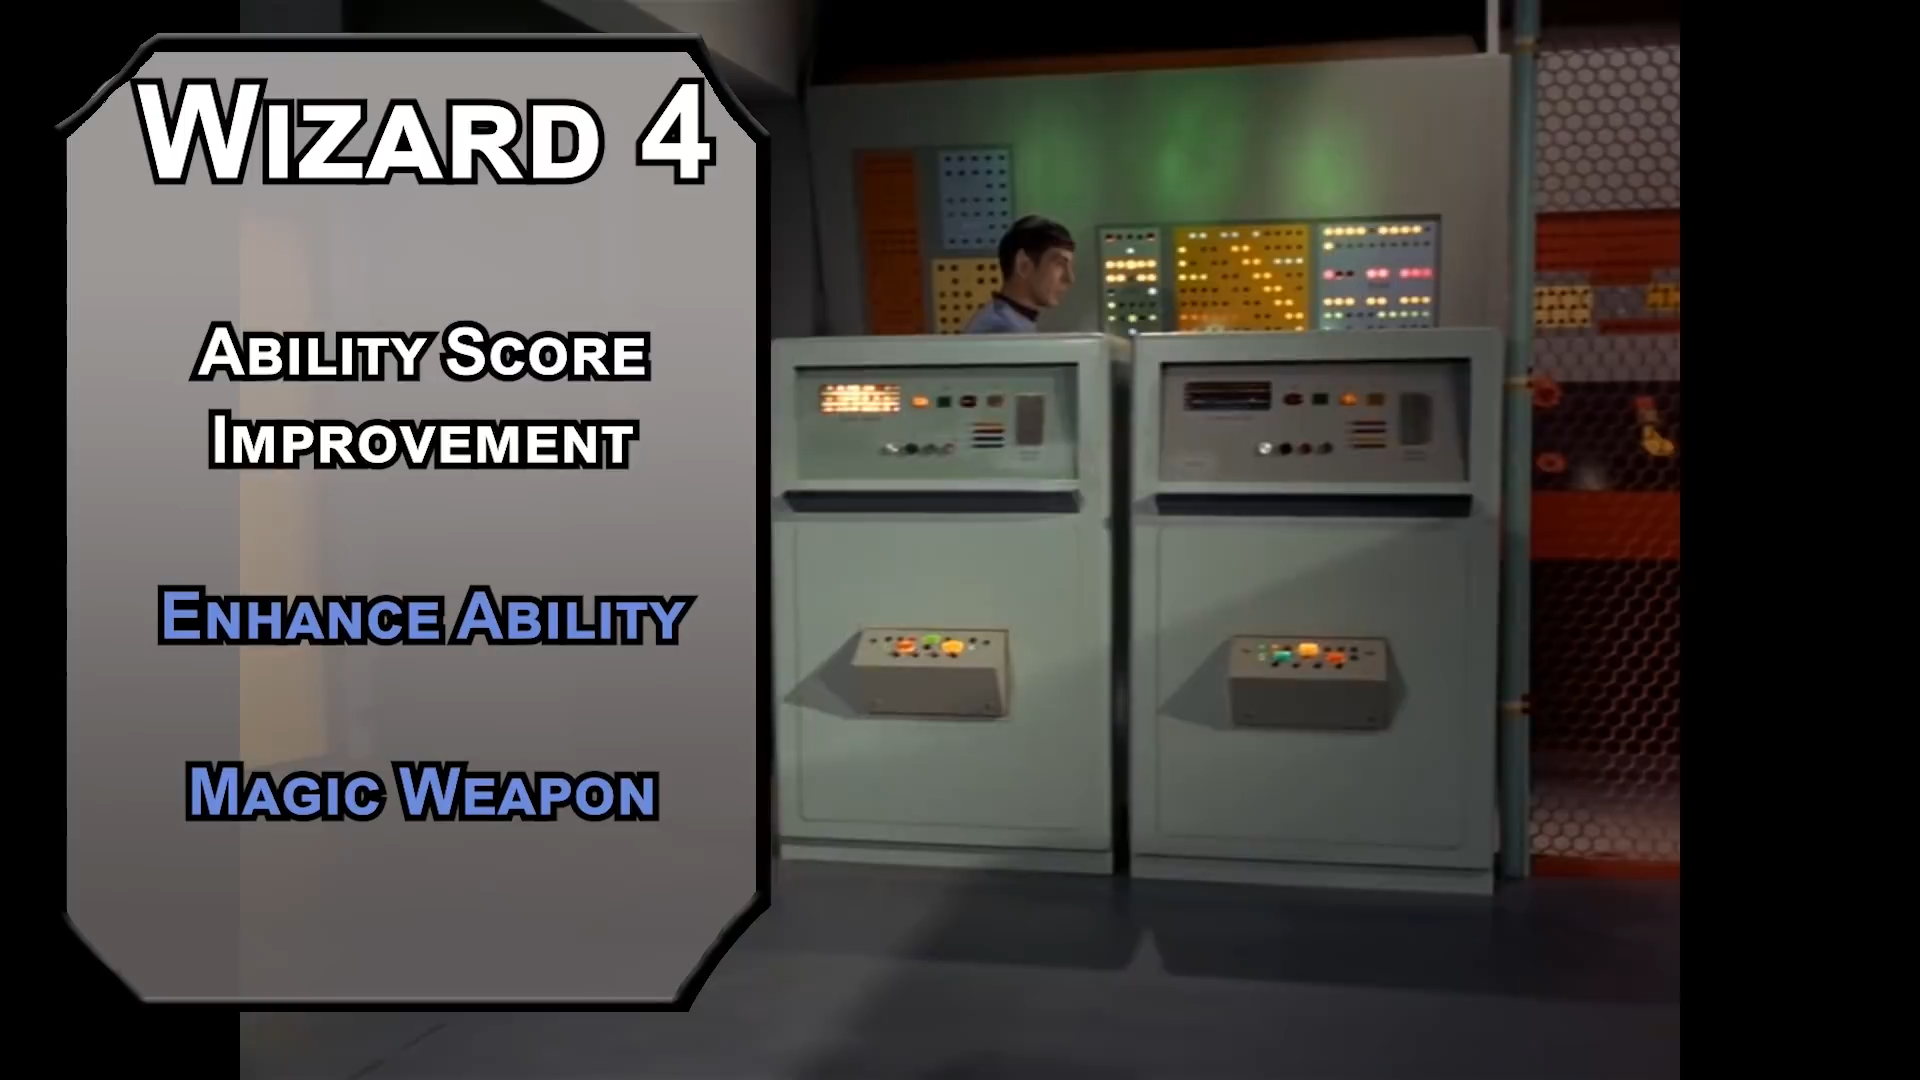 Wizard 4
Ability Score
Improvement
Enhance Ability
Magic Weapon